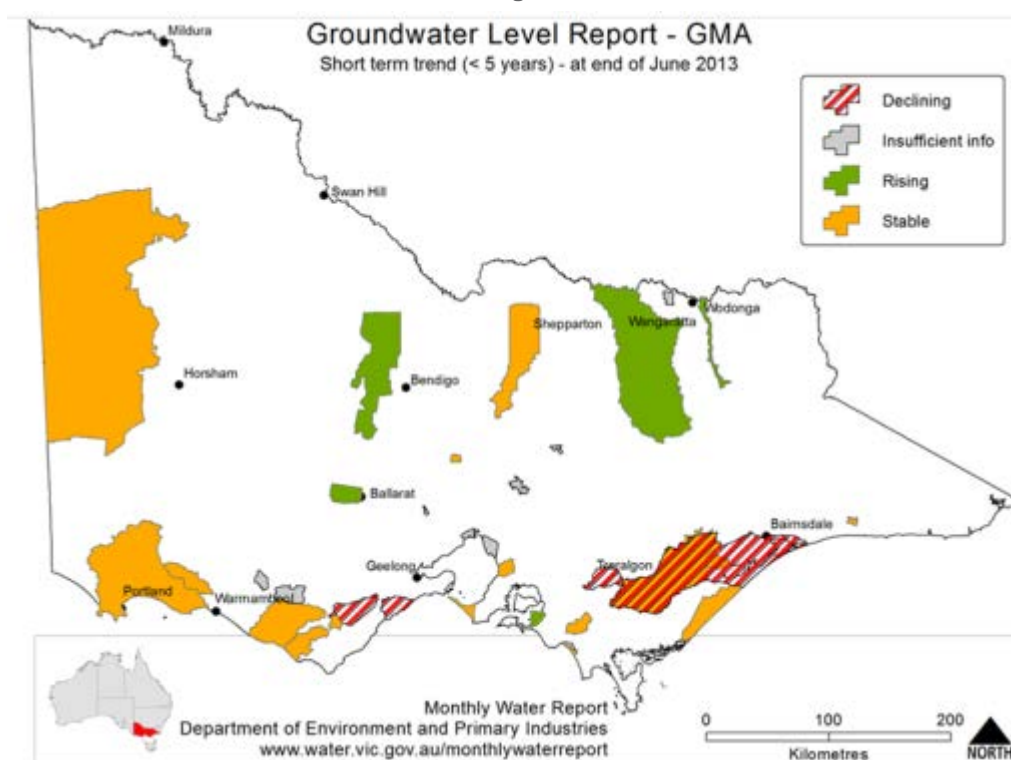 Groundwater Level Report - GMA
Short term trend (< 5 years) - at end of June 2013
Mildura
Declining
Insufficient info
Rising
Stable
Swan Hill
Wodonga
Wangaratta
Shepparton
Horsham
Bendigo
Ballarat
Bairnsdale
Geelong
Traralgon
Portland
Warrnambool
Monthly Water Report
Department of Environment and Primary Industries
www.water.vic.gov.au/monthlywaterreport
0 100 200
Kilometres
NORTH